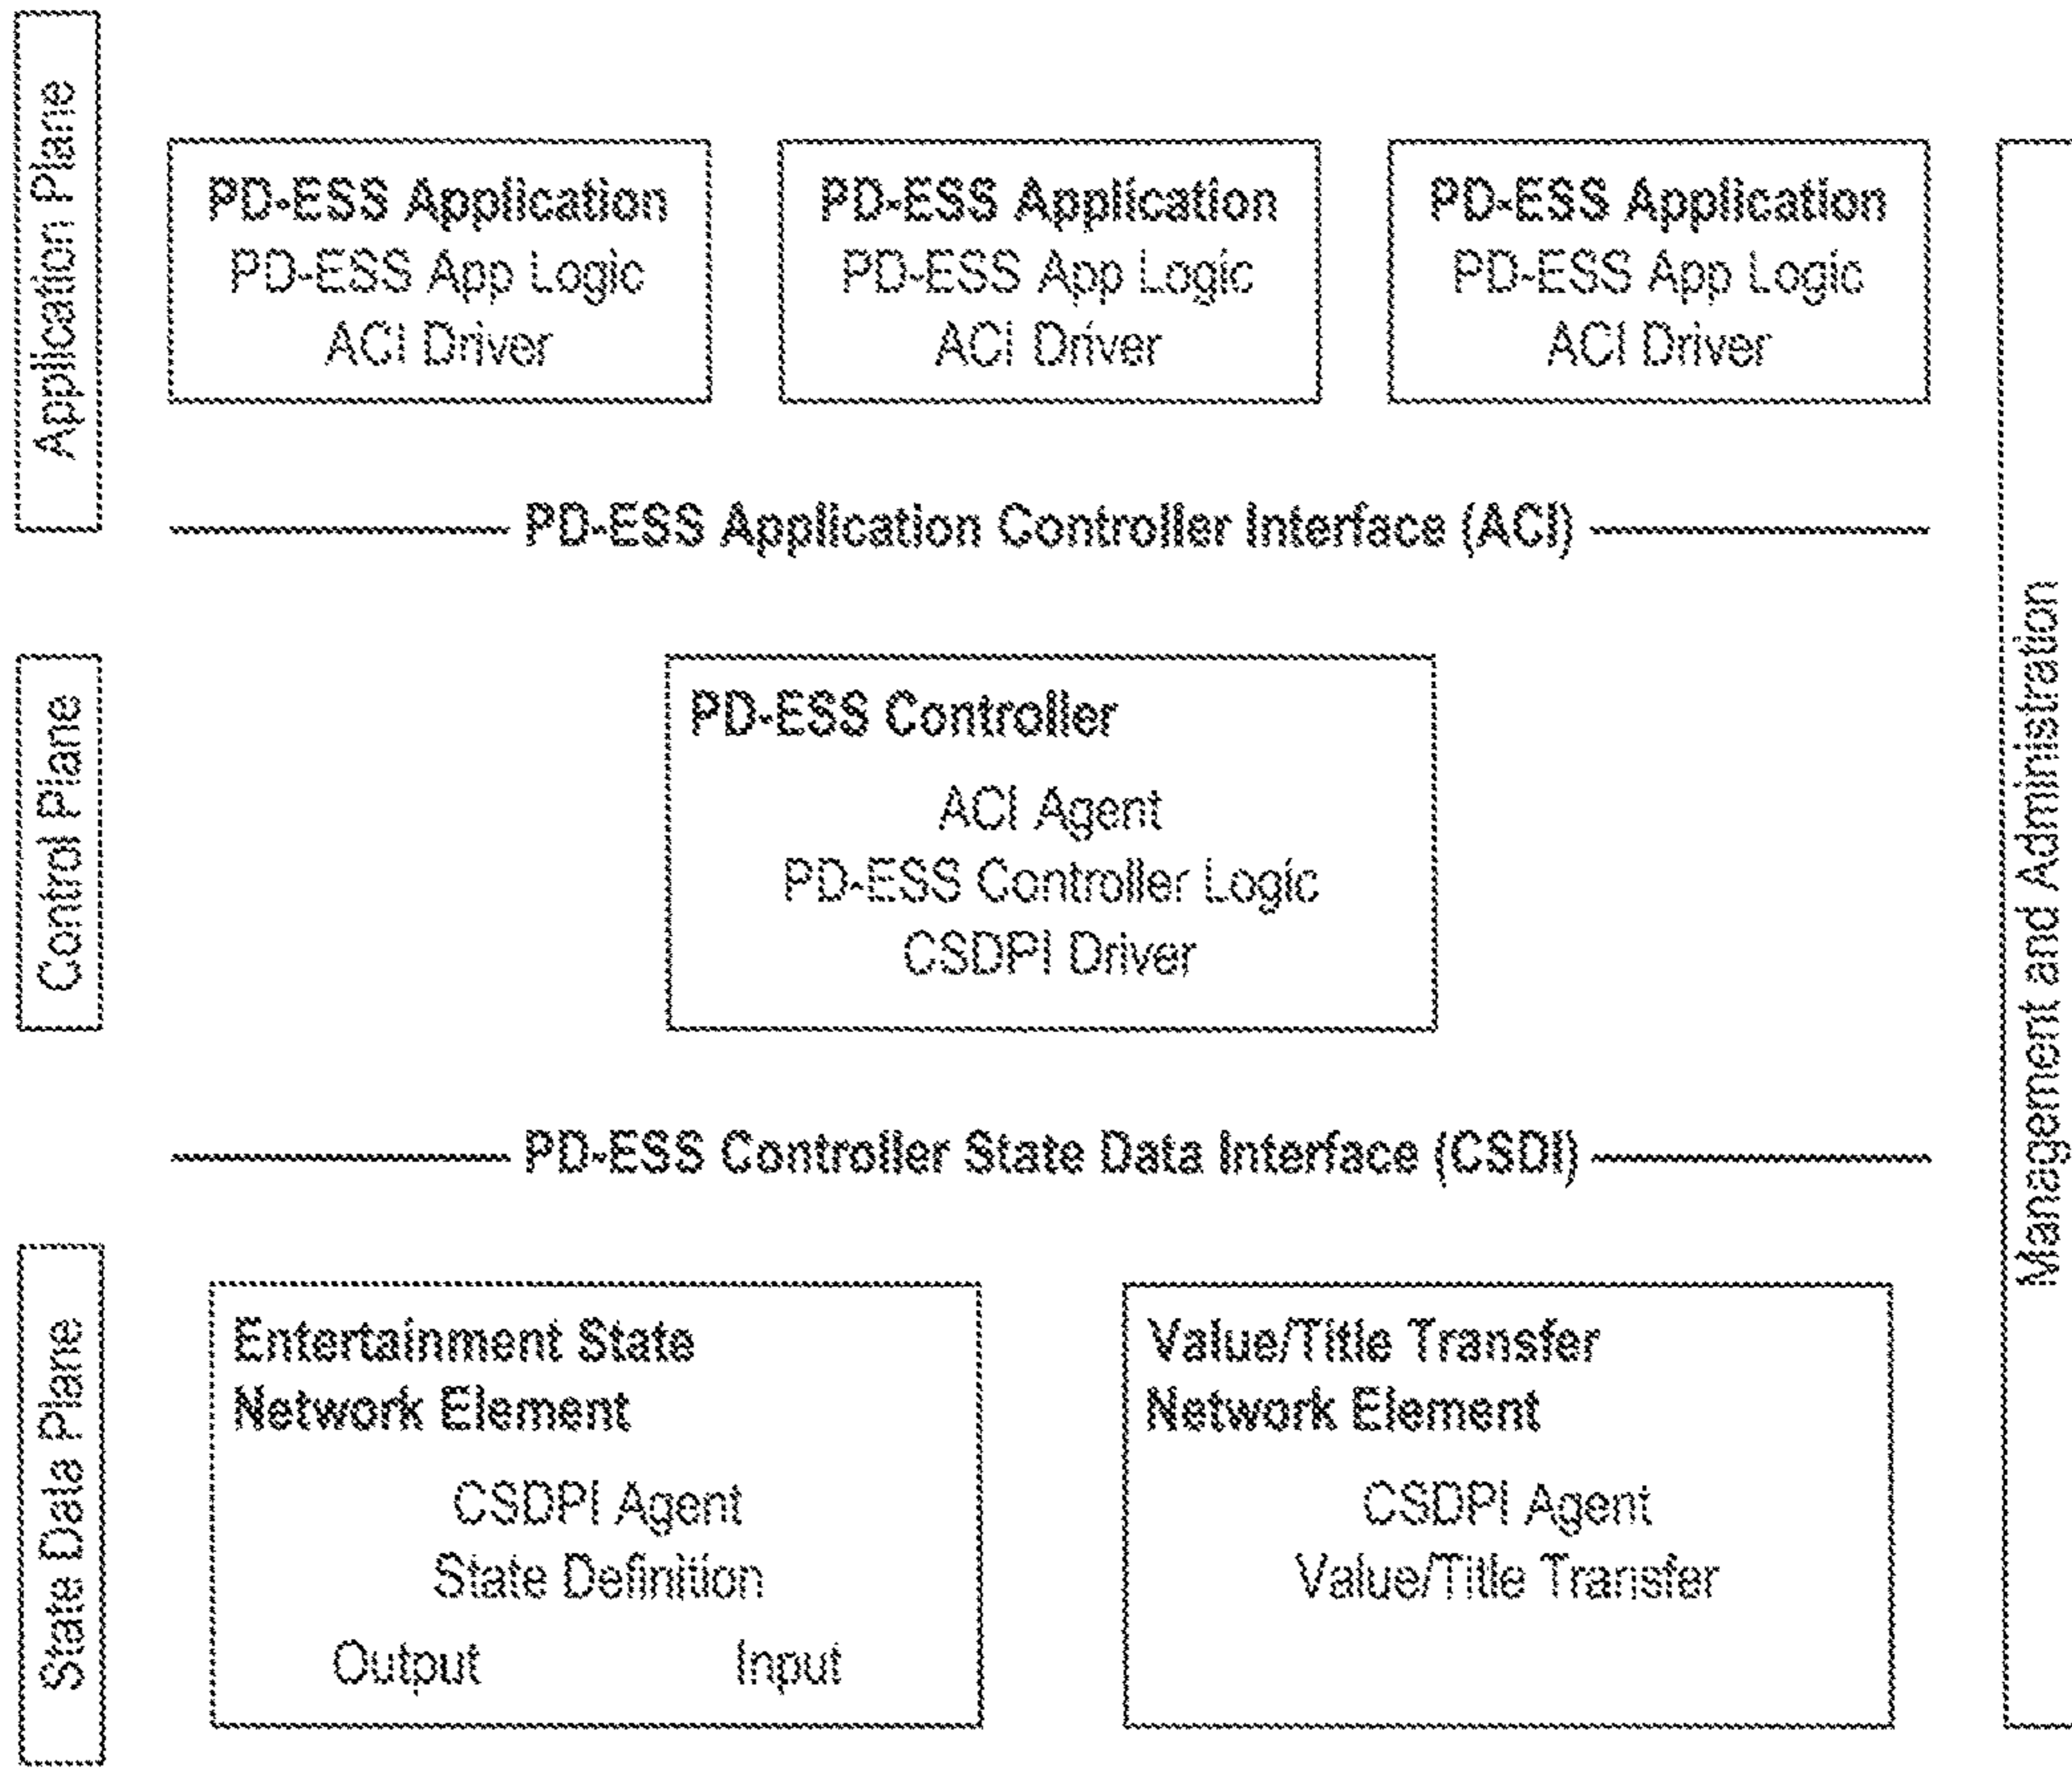 Application Plane
PD-ESS Application
PD-ESS App Logic
ACI Driver
PD-ESS Application
PD-ESS App Logic
ACI Driver
PD-ESS Application
PD-ESS App Logic
ACI Driver
PD-ESS Application Controller Interface (ACI)
Control Plane
PD-ESS Controller
ACI Agent
PD-ESS Controller Logic
CSDPI Driver
PD-ESS Controller State Data Interface (CSDI)
State Data Plane
Entertainment State
Network Element
CSDPI Agent
State Definition
Output Input
Value/Title Transfer
Network Element
CSDPI Agent
Value/Title Transfer
Management and Administration